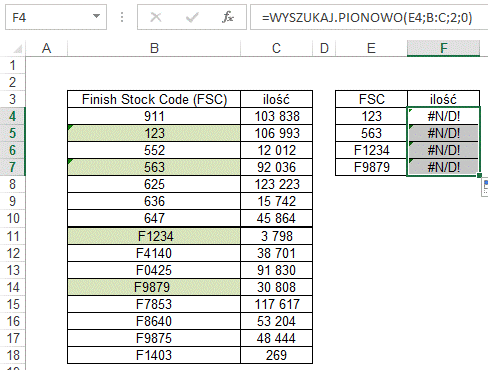 F4 =WYSZUKAJ.PIONOWO(E4;B:C;2;0)
A B C D E F
1
2
3 Finish Stock Code (FSC) ilość FSC ilość
4 911 103 838 123 #N/D!
5 123 106 993 563 #N/D!
6 552 12 012 F1234 #N/D!
7 563 92 036 F9879 #N/D!
8 625 123 223
9 636 15 742
10 647 45 864
11 F1234 3 798
12 F4140 38 701
13 F0425 91 830
14 F9879 30 808
15 F7853 117 617
16 F8640 53 204
17 F9875 48 444
18 F1403 269